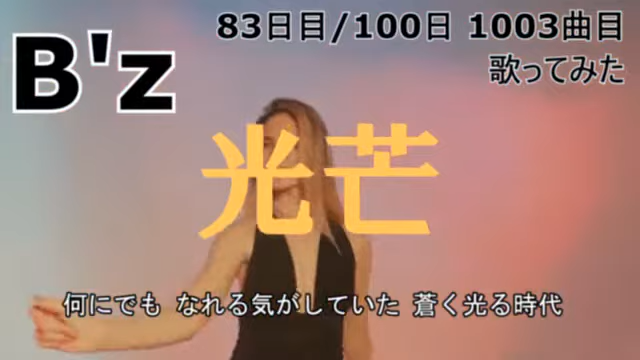 B'z
83日目/100日 1003曲目
歌ってみた
光芒
何にでも なれる気がしていた 蒼く光る時代